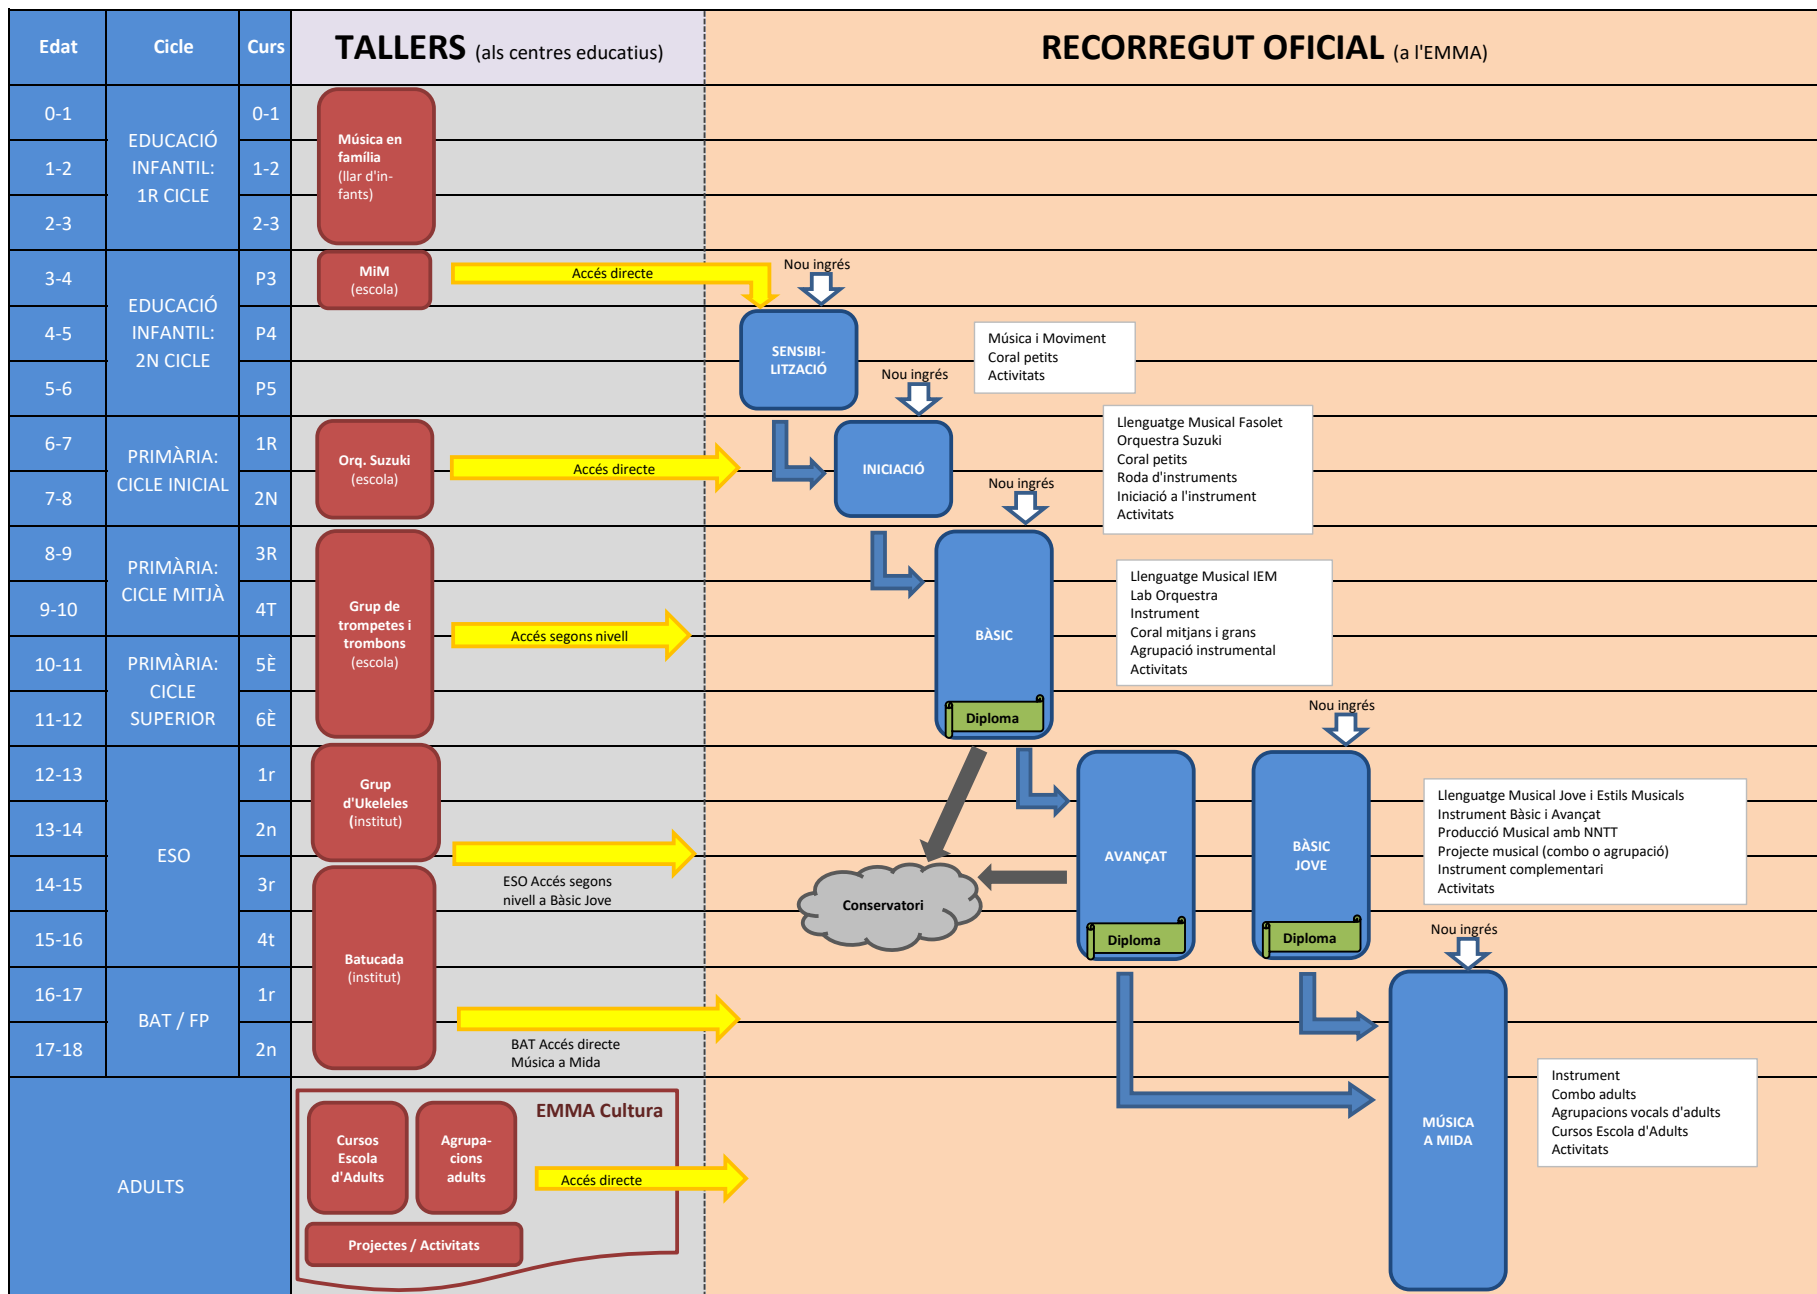 Edat
Cicle
Curs
TALLERS (als centres educatius)
RECORREGUT OFICIAL (a l'EMMA)
0-1
1-2
2-3
EDUCACIÓ
INFANTIL:
1R CICLE
0-1
1-2
2-3
Música en
família
(llar d'in-
fants)
3-4
4-5
5-6
EDUCACIÓ
INFANTIL:
2N CICLE
P3
P4
P5
MiM
(escola)
Accés directe
Nou ingrés
SENSIBI-
LITZACIÓ
Música i Moviment
Coral petits
Activitats
Nou ingrés
6-7
7-8
PRIMÀRIA:
CICLE INICIAL
1R
2N
Orq. Suzuki
(escola)
Accés directe
INICIACIÓ
Llenguatge Musical Fasolet
Orquestra Suzuki
Coral petits
Roda d'instruments
Iniciació a l'instrument
Activitats
Nou ingrés
8-9
9-10
PRIMÀRIA:
CICLE MITJÀ
3R
4T
10-11
11-12
PRIMÀRIA:
CICLE
SUPERIOR
5È
6È
Grup de
trompetes i
trombons
(escola)
Accés segons nivell
BÀSIC
Diploma
Llenguatge Musical IEM
Lab Orquestra
Instrument
Coral mitjans i grans
Agrupació instrumental
Activitats
Nou ingrés
12-13
13-14
14-15
15-16
ESO
1r
2n
3r
4t
Grup
d'Ukeleles
(institut)
ESO Accés segons
nivell a Bàsic Jove
Conservatori
AVANÇAT
Diploma
BÀSIC
JOVE
Diploma
Llenguatge Musical Jove i Estils Musicals
Instrument Bàsic i Avançat
Producció Musical amb NNTT
Projecte musical (combo o agrupació)
Instrument complementari
Activitats
Nou ingrés
Batucada
(institut)
16-17
17-18
BAT / FP
1r
2n
BAT Accés directe
Música a Mida
ADULTS
EMMA Cultura
Cursos
Escola
d'Adults
Agrupa-
cions
adults
Accés directe
Projectes / Activitats
MÚSICA
A MIDA
Instrument
Combo adults
Agrupacions vocals d'adults
Cursos Escola d'Adults
Activitats